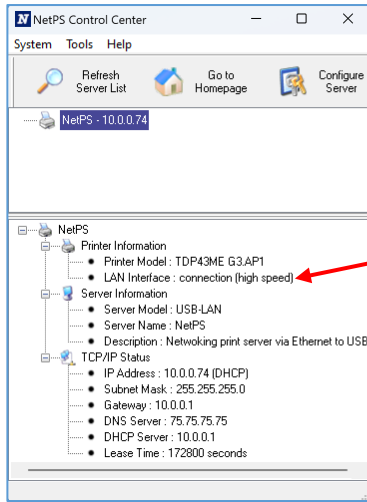 N NetPS Control Center
System Tools Help
Refresh Server List
Go to Homepage
Configure Server
NetPS - 10.0.0.74
NetPS
Printer Information
Printer Model : TDP43ME G3.AP1
LAN Interface : connection (high speed)
Server Information
Server Model : USB-LAN
Server Name : NetPS
Description : Netwoking print server via Ethernet to USB
TCP/IP Status
IP Address : 10.0.0.74 (DHCP)
Subnet Mask : 255.255.255.0
Gateway : 10.0.0.1
DNS Server : 75.75.75.75
DHCP Server : 10.0.0.1
Lease Time : 172800 seconds